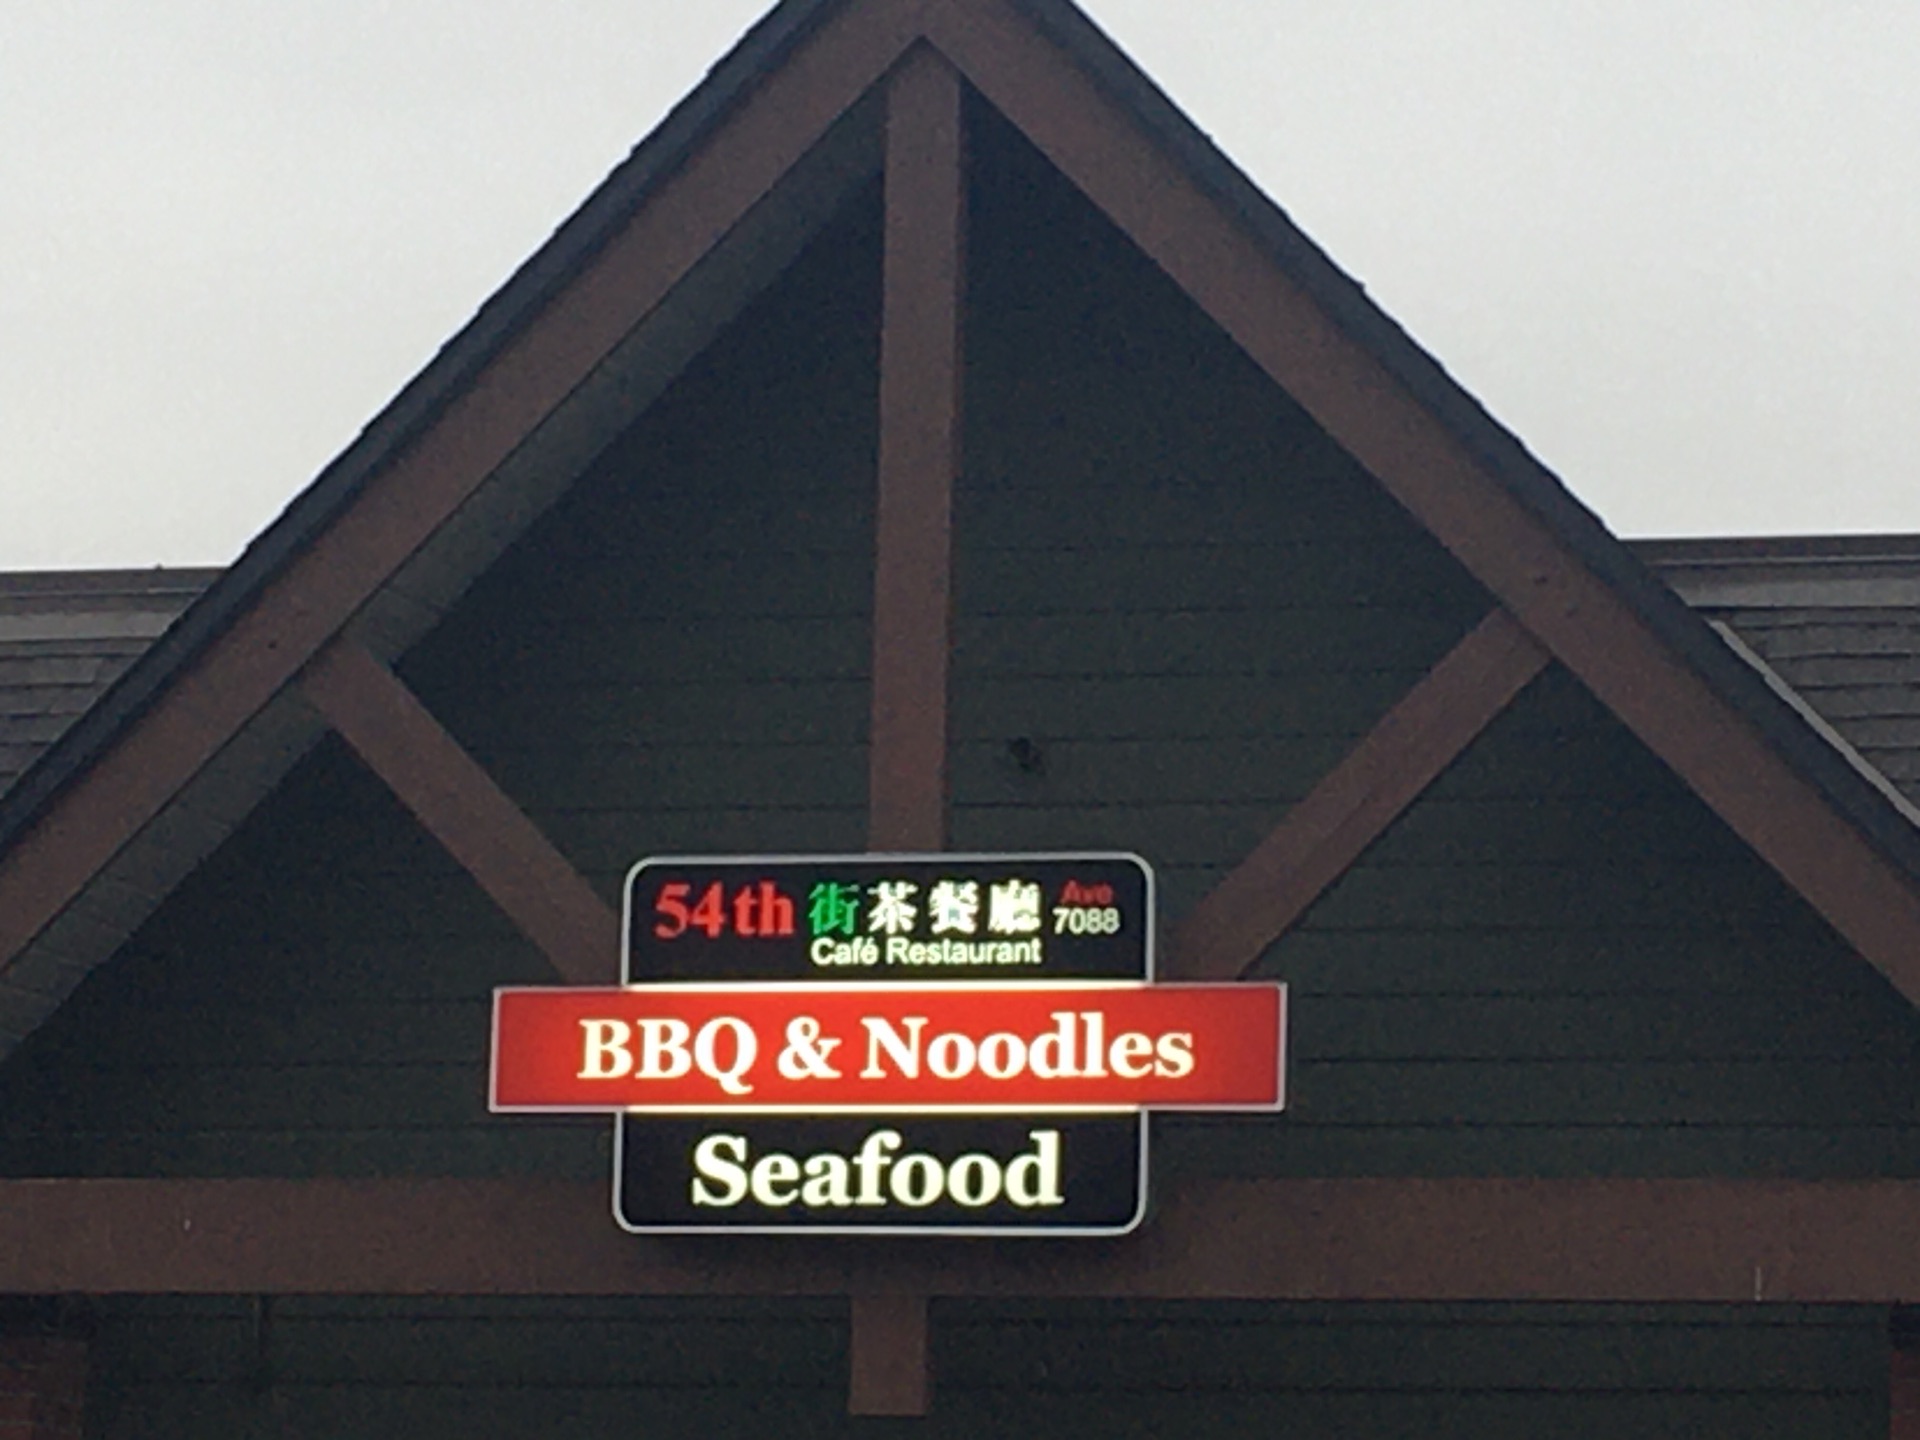 54th 街茶餐廳 Ave
7088
Café Restaurant
BBQ & Noodles
Seafood